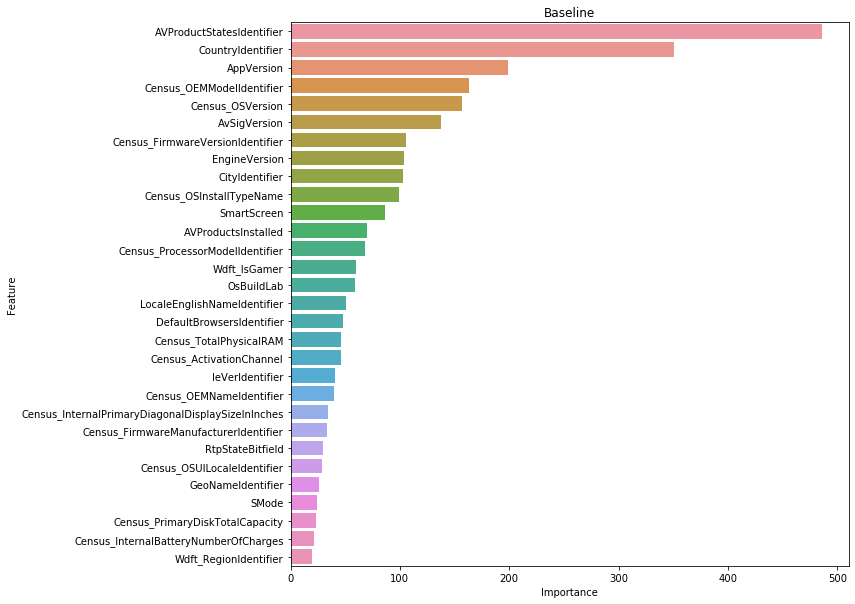 Baseline
Feature
AVProductStatesIdentifier
CountryIdentifier
AppVersion
Census_OEMModelIdentifier
Census_OSVersion
AvSigVersion
Census_FirmwareVersionIdentifier
EngineVersion
CityIdentifier
Census_OSInstallTypeName
SmartScreen
AVProductsInstalled
Census_ProcessorModelIdentifier
Wdft_IsGamer
OsBuildLab
LocaleEnglishNameIdentifier
DefaultBrowsersIdentifier
Census_TotalPhysicalRAM
Census_ActivationChannel
IeVerIdentifier
Census_OEMNameIdentifier
Census_InternalPrimaryDiagonalDisplaySizeInInches
Census_FirmwareManufacturerIdentifier
RtpStateBitfield
Census_OSUILocaleIdentifier
GeoNameIdentifier
SMode
Census_PrimaryDiskTotalCapacity
Census_InternalBatteryNumberOfCharges
Wdft_RegionIdentifier
0 100 200 300 400 500
Importance